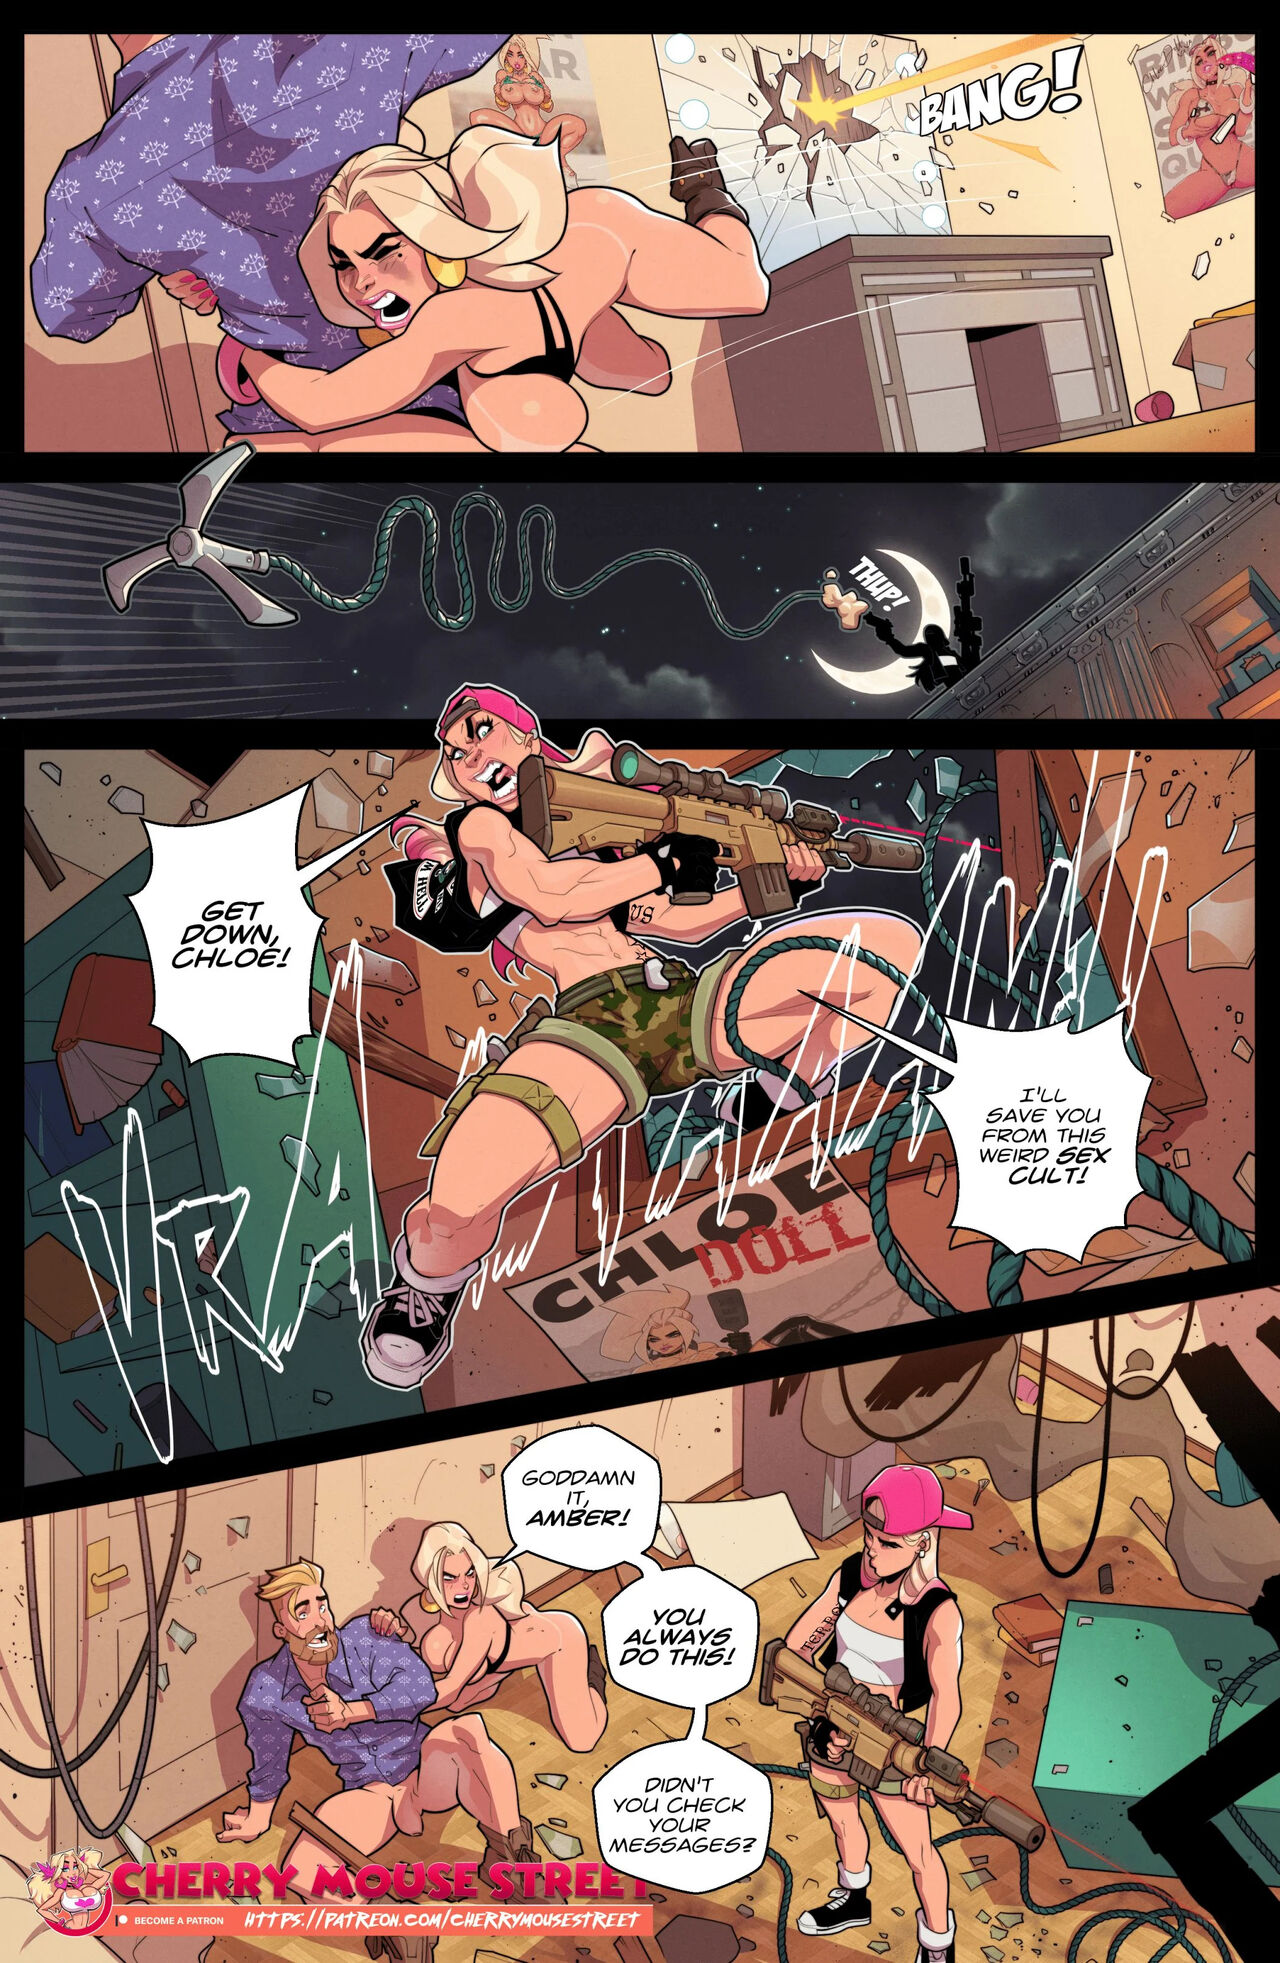 BANG!
THUP!
GET
DOWN,
CHLOE!
I'LL
SAVE YOU
FROM THIS
WEIRD SEX
CULT!
CHLOE
DOLL
GODDAMN
IT,
AMBER!
YOU
ALWAYS
DO THIS!
DIDN'T
YOU CHECK
YOUR
MESSAGES?
CHERRY MOUSE STREET
BECOME A PATRON
HTTPS://PATREON.COM/CHERRYMOUSESTREET